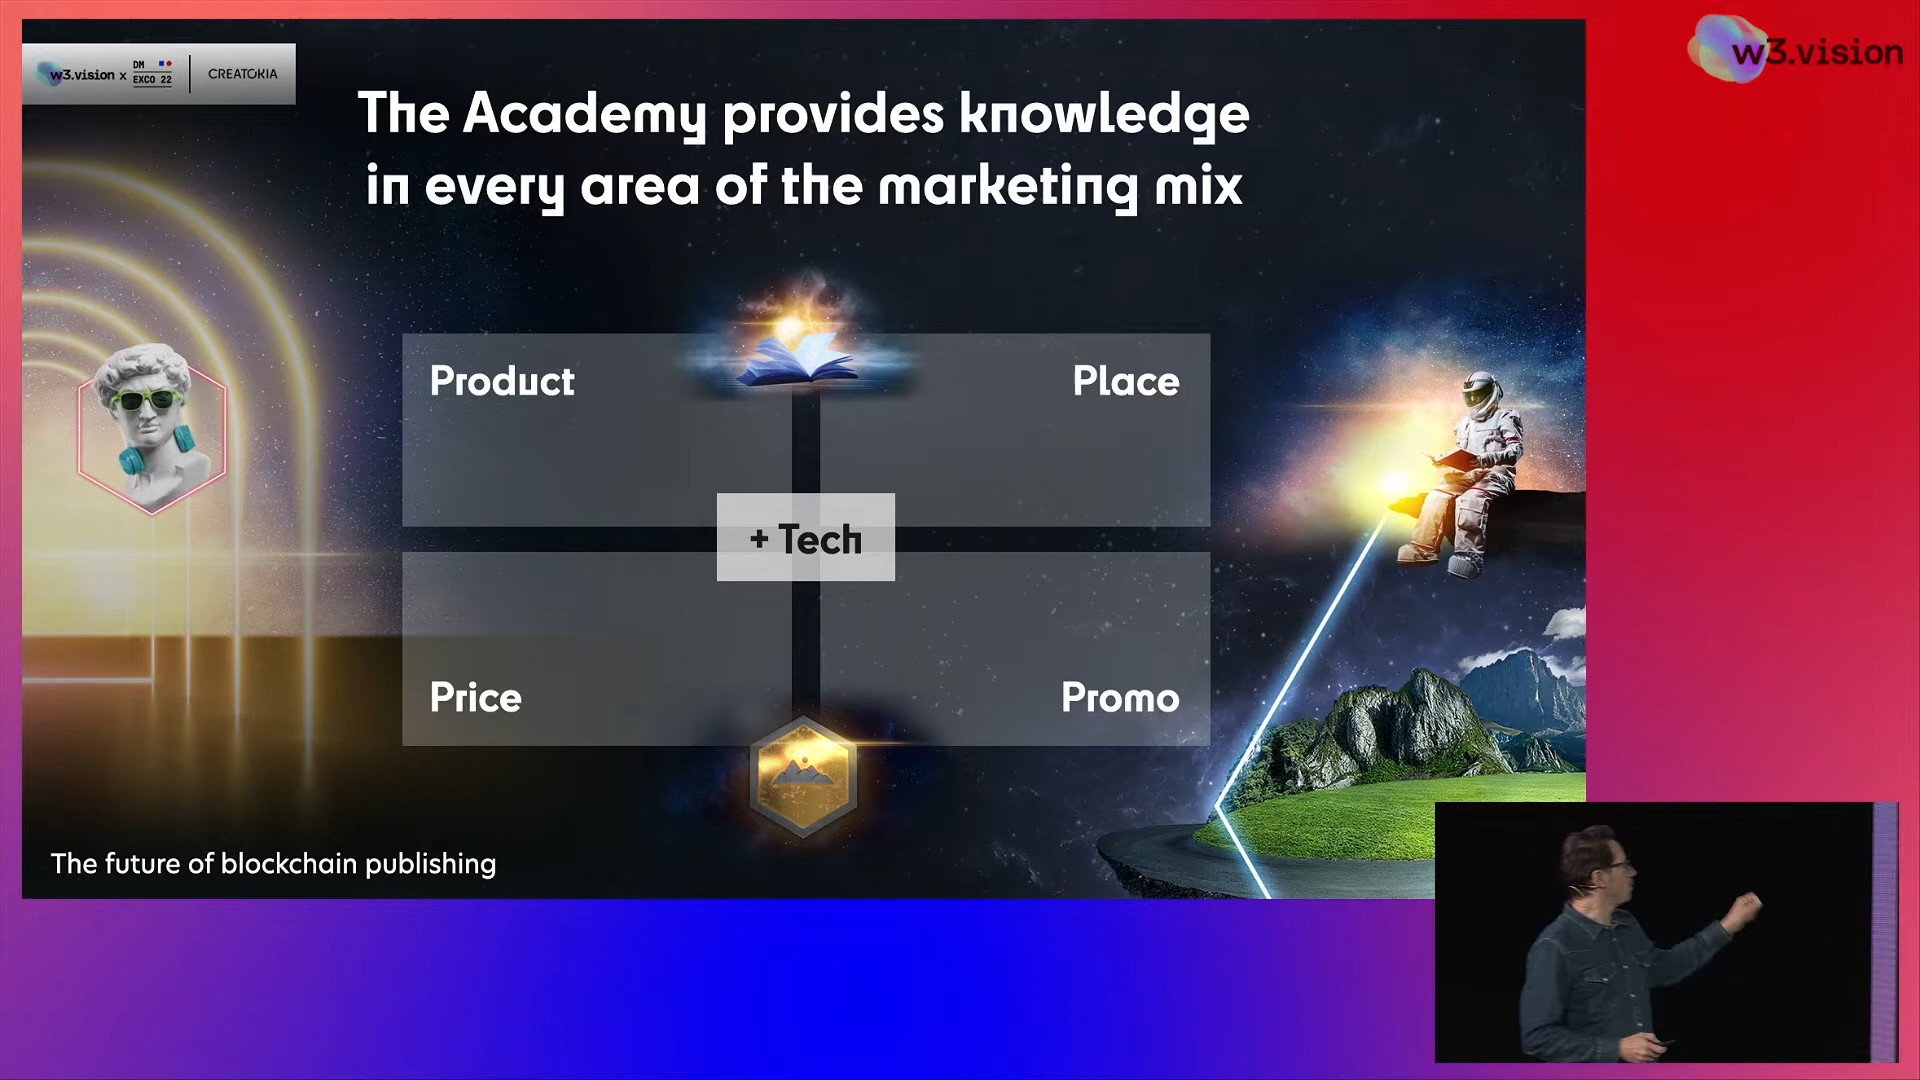 w3.vision x
DM
EXCO 22
CREATOKIA
w3.vision
The Academy provides knowledge
in every area of the marketing mix
Product
Place
+ Tech
Price
Promo
The future of blockchain publishing